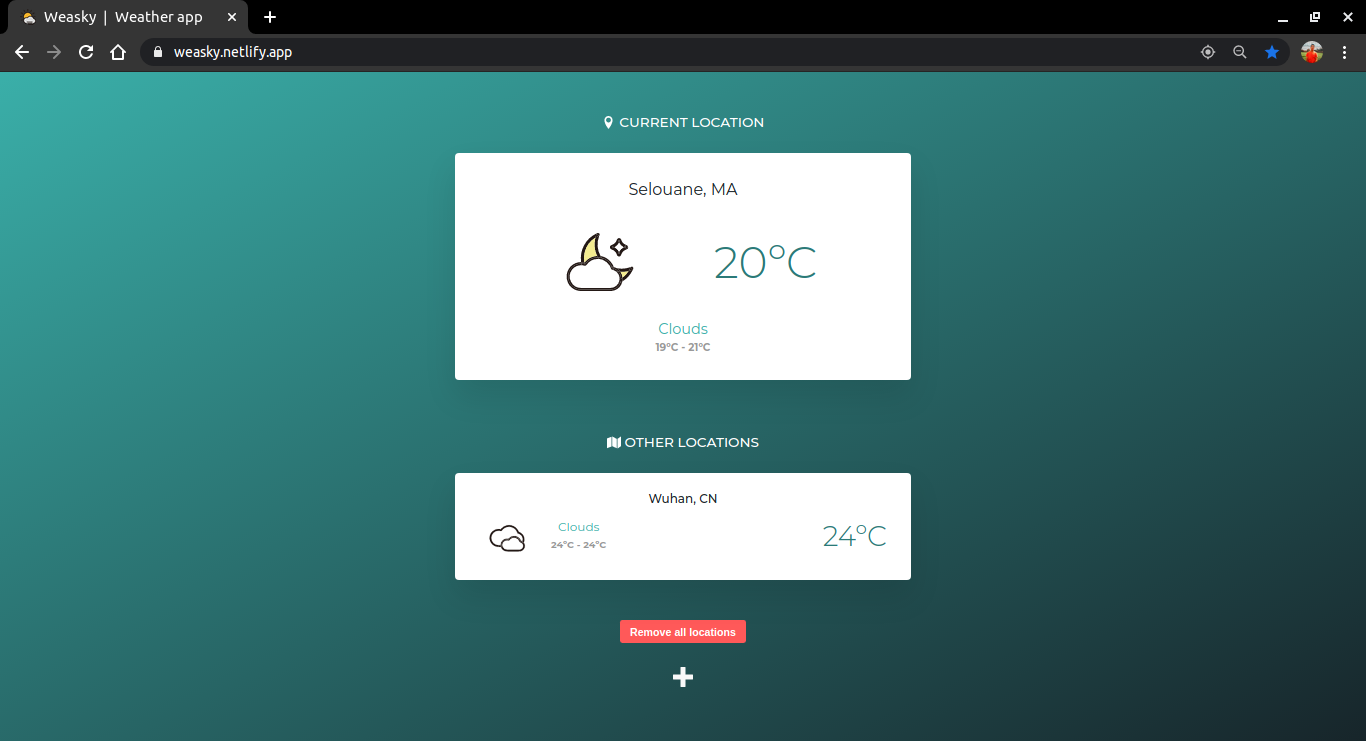 Weasky | Weather app
weasky.netlify.app
CURRENT LOCATION
Selouane, MA
20°C
Clouds
19°C - 21°C
OTHER LOCATIONS
Wuhan, CN
Clouds
24°C - 24°C
24°C
Remove all locations